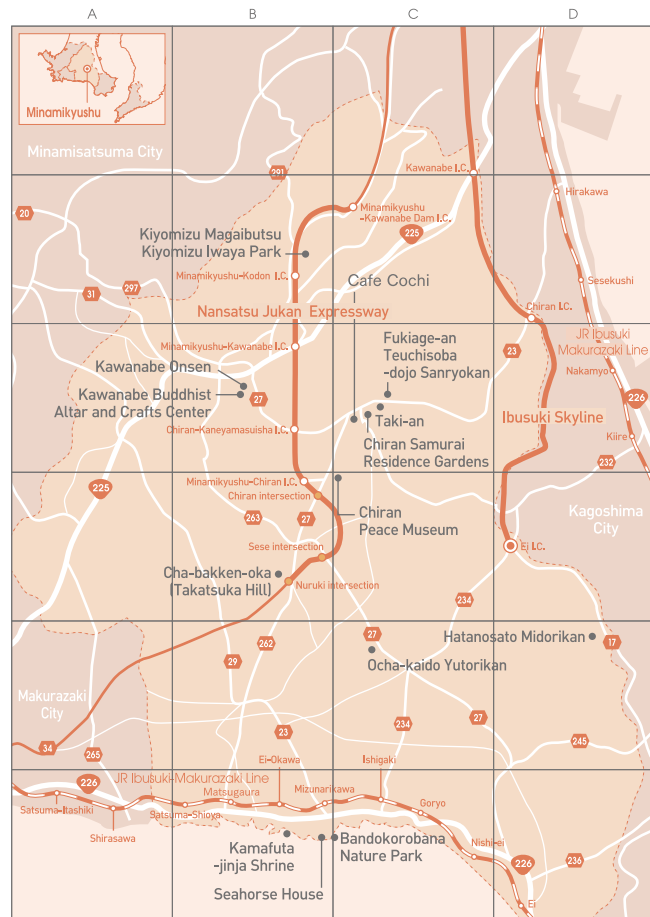 A
B
C
D
Minamikyushu
Minamisatsuma City
291
Kawanabe I.C.
Hirakawa
20
Minamikyushu
-Kawanabe Dam I.C.
225
Kiyomizu Magaibutsu
Kiyomizu Iwaya Park
Minamikyushu-Kodon I.C.
Cafe Cochi
Sesekushi
31
297
Nansatsu Jukan Expressway
Chiran I.C.
JR Ibusuki
Makurazaki Line
Minamikyushu-Kawanabe I.C.
Fukiage-an
Teuchisoba
-dojo Sanryokan
23
Nakamyo
Kawanabe Onsen
Kawanabe Buddhist
Altar and Crafts Center
27
226
Taki-an
Ibusuki Skyline
Chiran-Kaneyamasuisha I.C.
Chiran Samurai
Residence Gardens
Kiire
232
Minamikyushu-Chiran I.C.
Chiran intersection
225
263
27
Chiran
Peace Museum
Kagoshima
City
Sese intersection
Ei I.C.
Cha-bakken-oka
(Takatsuka Hill)
Nuruki intersection
234
27
Hatanosato Midorikan
17
262
29
Ocha-kaido Yutorikan
Makurazaki
City
34
265
23
234
27
245
Ei-Okawa
Ishigaki
226
JR Ibusuki-Makurazaki Line
Matsugaura
Mizunarikawa
Satsuma-Itashiki
Satsuma-Shioya
Goryo
Shirasawa
Kamafuta
-jinja Shrine
Bandokorobana
Nature Park
Nishi-ei
226
236
Seahorse House
Ei